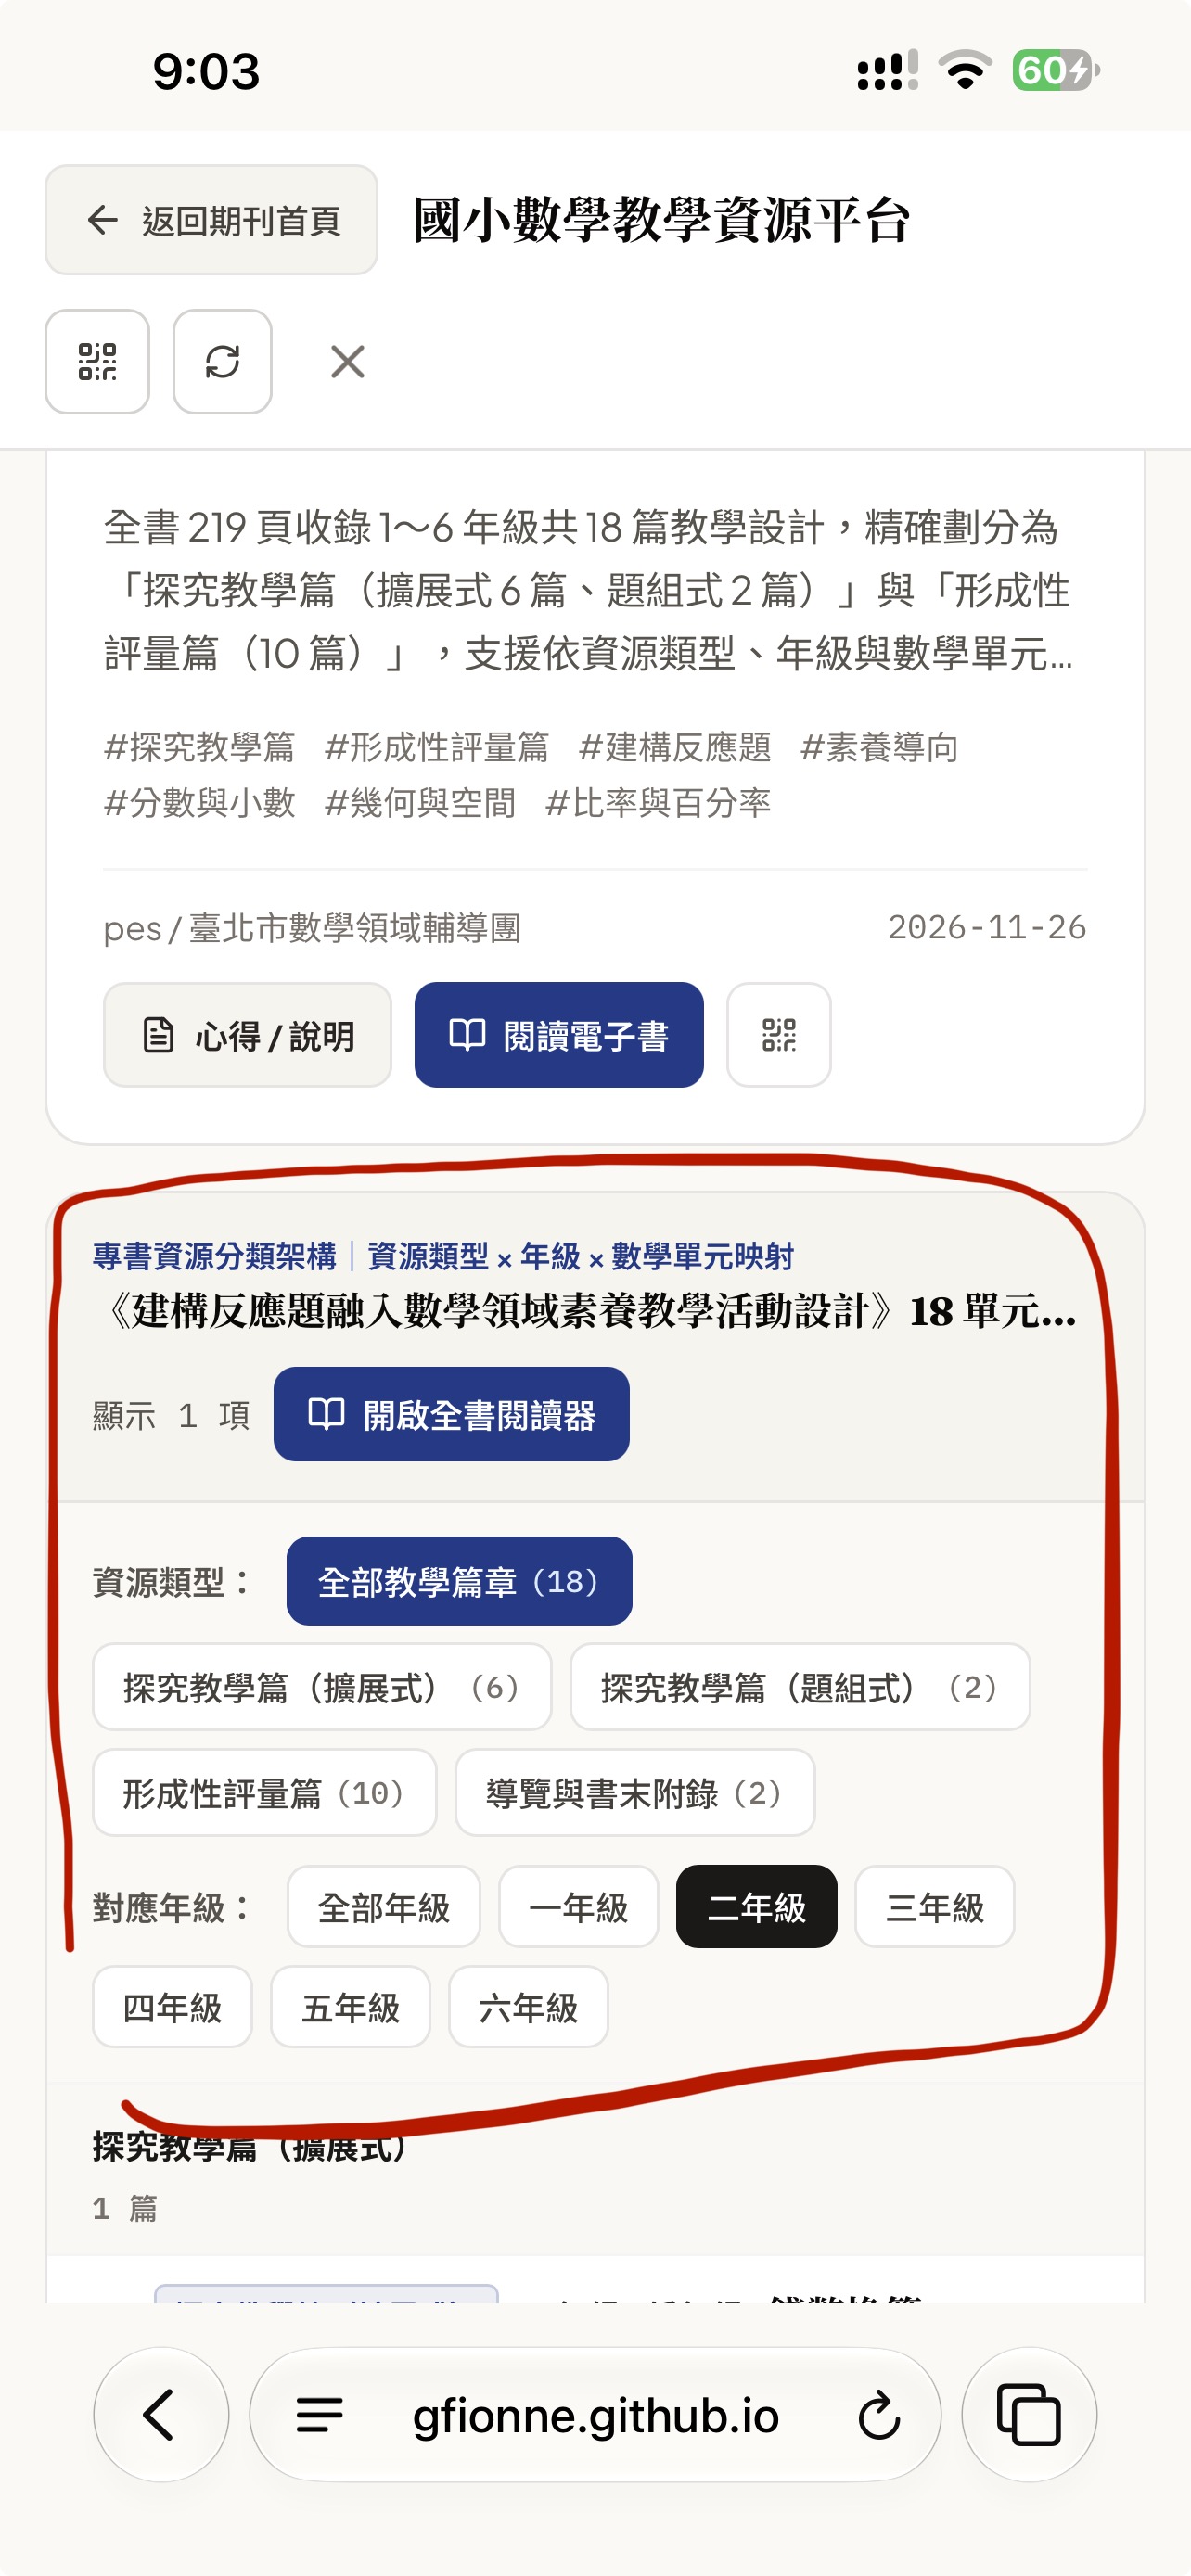 9:03
60
返回期刊首頁
國小數學教學資源平台
全書 219 頁收錄 1～6 年級共 18 篇教學設計，精確劃分為
「探究教學篇（擴展式 6 篇、題組式 2 篇）」與「形成性
評量篇（10 篇）」，支援依資源類型、年級與數學單元…
#探究教學篇 #形成性評量篇 #建構反應題 #素養導向
#分數與小數 #幾何與空間 #比率與百分率
pes / 臺北市數學領域輔導團 2026-11-26
心得 / 說明 閱讀電子書
專書資源分類架構｜資源類型 × 年級 × 數學單元映射
《建構反應題融入數學領域素養教學活動設計》18 單元…
顯示 1 項 開啟全書閱讀器
資源類型： 全部教學篇章 (18)
探究教學篇（擴展式） (6) 探究教學篇（題組式） (2)
形成性評量篇 (10) 導覽與書末附錄 (2)
對應年級： 全部年級 一年級 二年級 三年級
四年級 五年級 六年級
探究教學篇（擴展式）
1 篇
gfionne.github.io